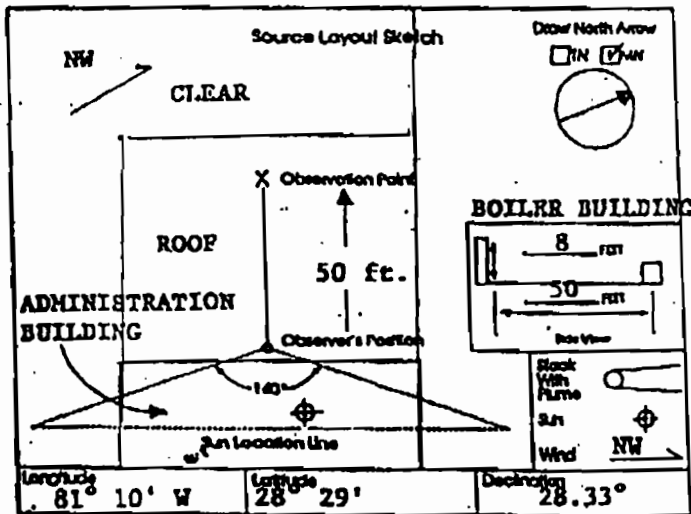 Source Layout Sketch
Draw North Arrow
TN MN
NW
CLEAR
X Observation Point
ROOF
50 ft.
BOILER BUILDING
8 FEET
50 FEET
Side View
ADMINISTRATION
BUILDING
Observer's Position
140°
Sun Location Line
Stack
With
Plume
Sun
Wind NW
Longitude
81° 10' W
Latitude
28° 29'
Declination
28.33°